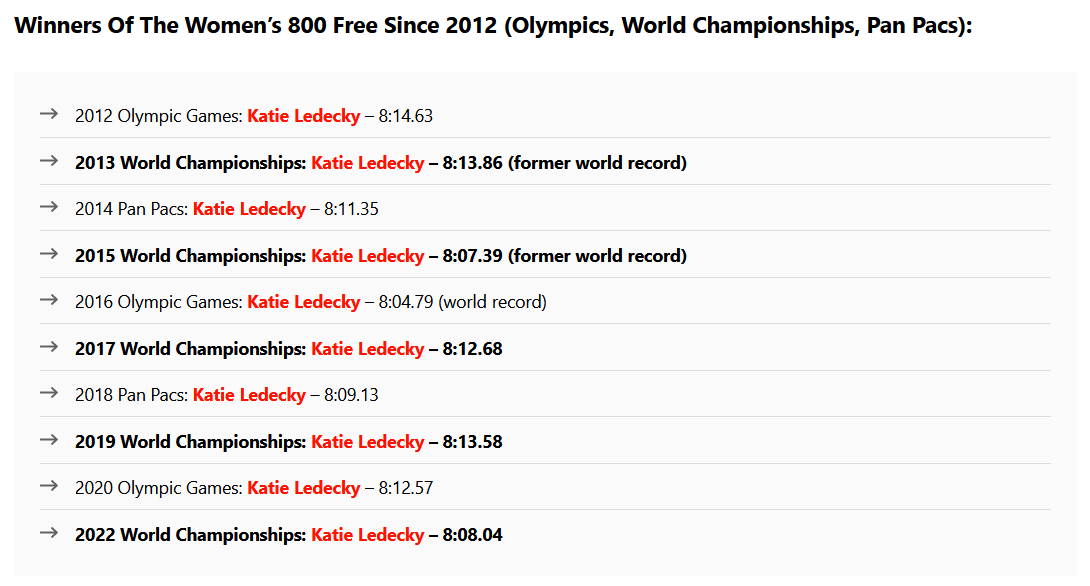 Winners Of The Women’s 800 Free Since 2012 (Olympics, World Championships, Pan Pacs):
→ 2012 Olympic Games: Katie Ledecky – 8:14.63
→ 2013 World Championships: Katie Ledecky – 8:13.86 (former world record)
→ 2014 Pan Pacs: Katie Ledecky – 8:11.35
→ 2015 World Championships: Katie Ledecky – 8:07.39 (former world record)
→ 2016 Olympic Games: Katie Ledecky – 8:04.79 (world record)
→ 2017 World Championships: Katie Ledecky – 8:12.68
→ 2018 Pan Pacs: Katie Ledecky – 8:09.13
→ 2019 World Championships: Katie Ledecky – 8:13.58
→ 2020 Olympic Games: Katie Ledecky – 8:12.57
→ 2022 World Championships: Katie Ledecky – 8:08.04